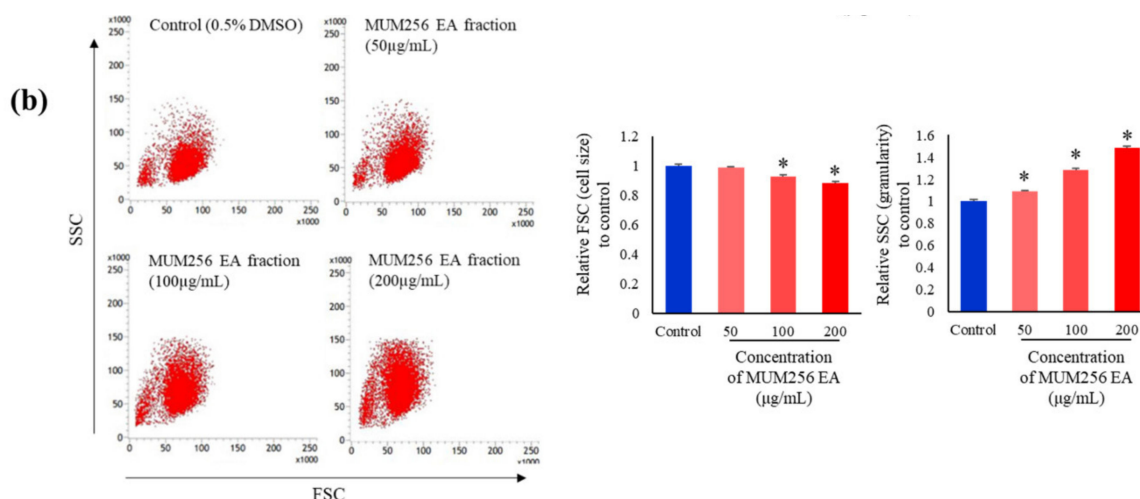 (b)
Control (0.5% DMSO)
MUM256 EA fraction
(50µg/mL)
x1000
250
200
150
100
50
0
0 50 100 150 200 250
x1000
x1000
250
200
150
100
50
0
0 50 100 150 200 250
x1000
MUM256 EA fraction
(100µg/mL)
MUM256 EA fraction
(200µg/mL)
x1000
250
200
150
100
50
0
0 50 100 150 200 250
x1000
x1000
250
200
150
100
50
0
0 50 100 150 200 250
x1000
SSC
FSC
Relative FSC (cell size)
to control
1.2
1
0.8
0.6
0.4
0.2
0
* *
Control 50 100 200
Concentration
of MUM256 EA
(µg/mL)
Relative SSC (granularity)
to control
1.6
1.4
1.2
1
0.8
0.6
0.4
0.2
0
* * *
Control 50 100 200
Concentration
of MUM256 EA
(µg/mL)